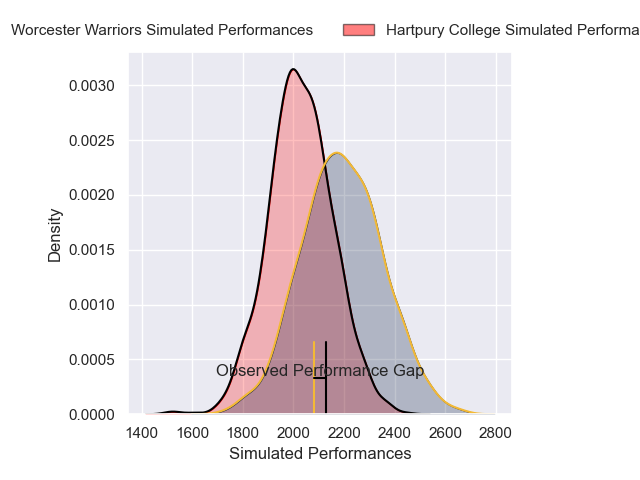 Worcester Warriors Simulated Performances Hartpury College Simulated Performa
0.0030
0.0025
0.0020
0.0015
0.0010
0.0005
0.0000
Density
Observed Performance Gap
1400 1600 1800 2000 2200 2400 2600 2800
Simulated Performances